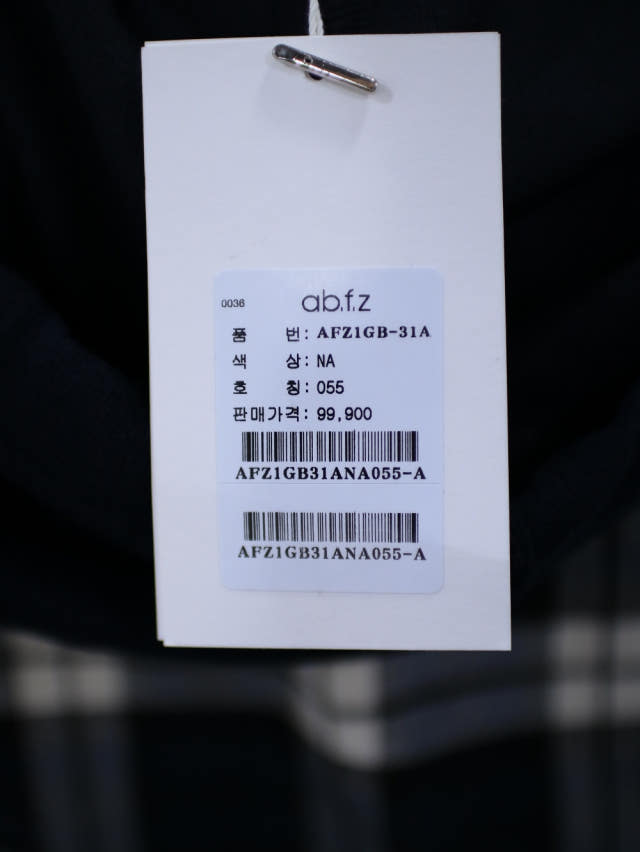 0036 ab.f.z
품 번: AFZ1GB-31A
색 상: NA
호 칭: 055
판매가격: 99,900
AFZ1GB31ANA055-A
AFZ1GB31ANA055-A